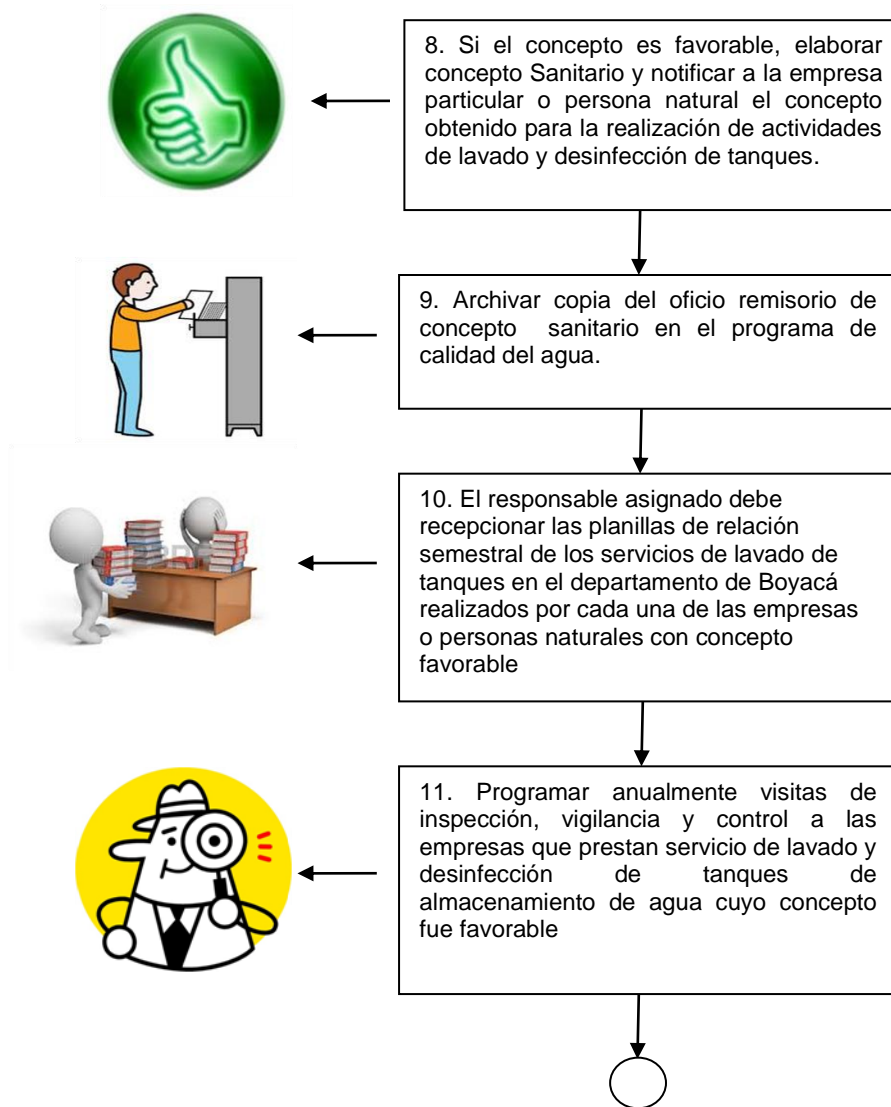 8. Si el concepto es favorable, elaborar
concepto Sanitario y notificar a la empresa
particular o persona natural el concepto
obtenido para la realización de actividades
de lavado y desinfección de tanques.
9. Archivar copia del oficio remisorio de
concepto sanitario en el programa de
calidad del agua.
10. El responsable asignado debe
recepcionar las planillas de relación
semestral de los servicios de lavado de
tanques en el departamento de Boyacá
realizados por cada una de las empresas
o personas naturales con concepto
favorable
11. Programar anualmente visitas de
inspección, vigilancia y control a las
empresas que prestan servicio de lavado y
desinfección de tanques de
almacenamiento de agua cuyo concepto
fue favorable